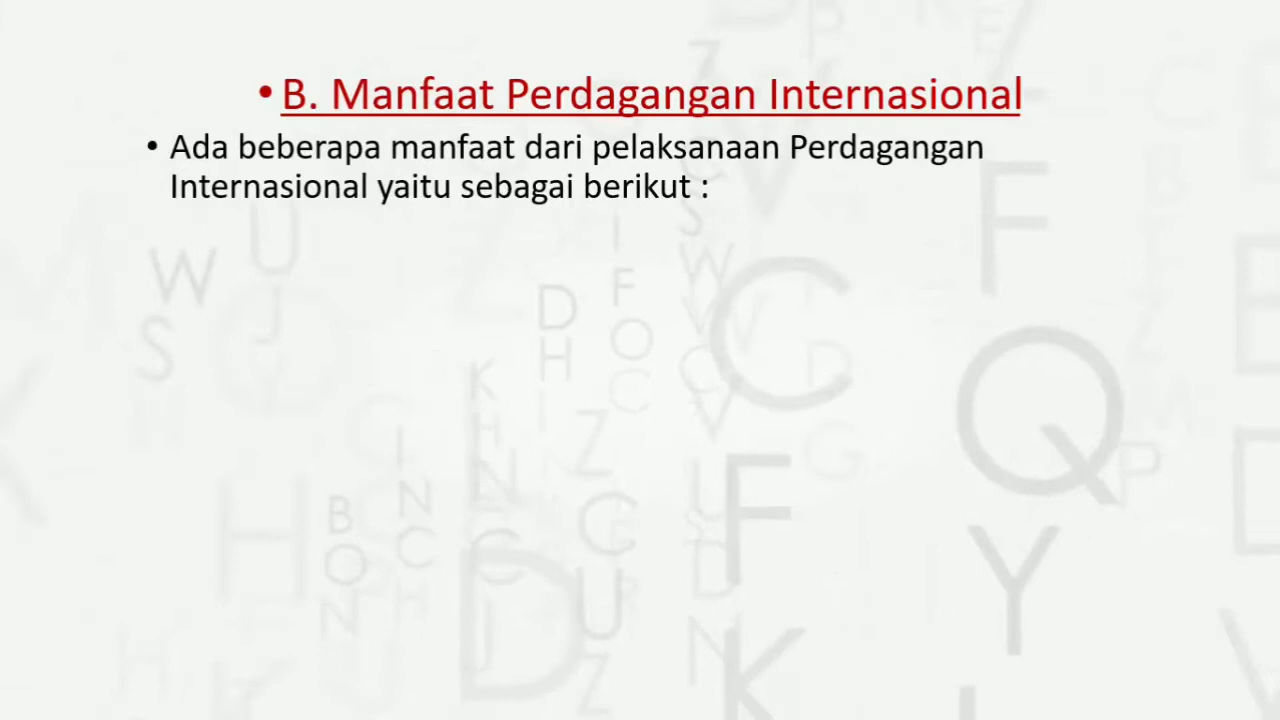 • B. Manfaat Perdagangan Internasional
• Ada beberapa manfaat dari pelaksanaan Perdagangan
Internasional yaitu sebagai berikut :